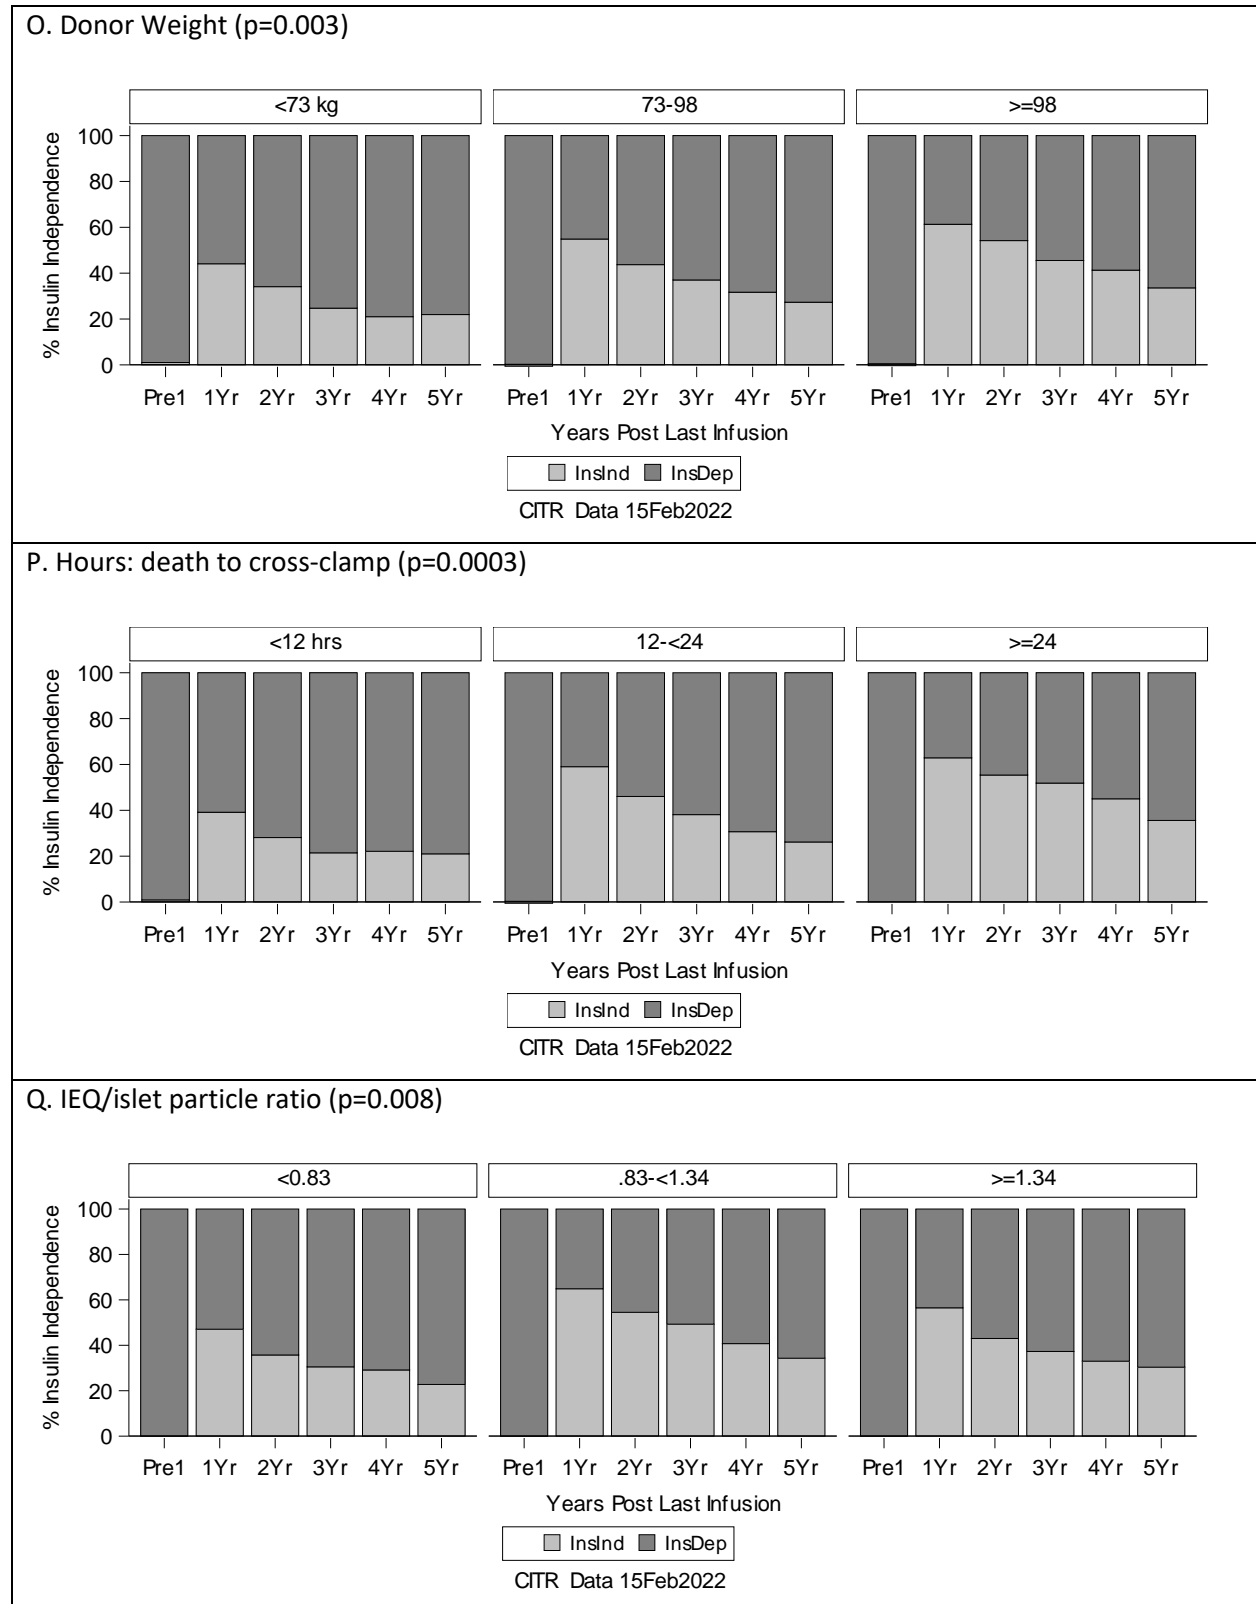 O. Donor Weight (p=0.003)
<73 kg 73-98 >=98
% Insulin Independence
100
80
60
40
20
0
Pre1 1Yr 2Yr 3Yr 4Yr 5Yr Pre1 1Yr 2Yr 3Yr 4Yr 5Yr Pre1 1Yr 2Yr 3Yr 4Yr 5Yr
Years Post Last Infusion
InsInd InsDep
CITR Data 15Feb2022
P. Hours: death to cross-clamp (p=0.0003)
<12 hrs 12-<24 >=24
% Insulin Independence
100
80
60
40
20
0
Pre1 1Yr 2Yr 3Yr 4Yr 5Yr Pre1 1Yr 2Yr 3Yr 4Yr 5Yr Pre1 1Yr 2Yr 3Yr 4Yr 5Yr
Years Post Last Infusion
InsInd InsDep
CITR Data 15Feb2022
Q. IEQ/islet particle ratio (p=0.008)
<0.83 .83-<1.34 >=1.34
% Insulin Independence
100
80
60
40
20
0
Pre1 1Yr 2Yr 3Yr 4Yr 5Yr Pre1 1Yr 2Yr 3Yr 4Yr 5Yr Pre1 1Yr 2Yr 3Yr 4Yr 5Yr
Years Post Last Infusion
InsInd InsDep
CITR Data 15Feb2022